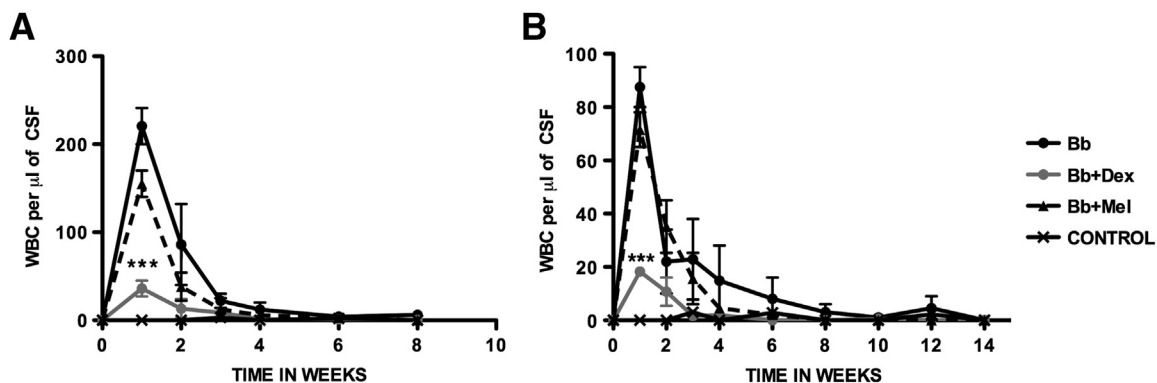 A
300
200
100
0
WBC per µl of CSF
***
0 2 4 6 8 10
TIME IN WEEKS
B
100
80
60
40
20
0
WBC per µl of CSF
***
0 2 4 6 8 10 12 14
TIME IN WEEKS
Bb
Bb+Dex
Bb+Mel
CONTROL